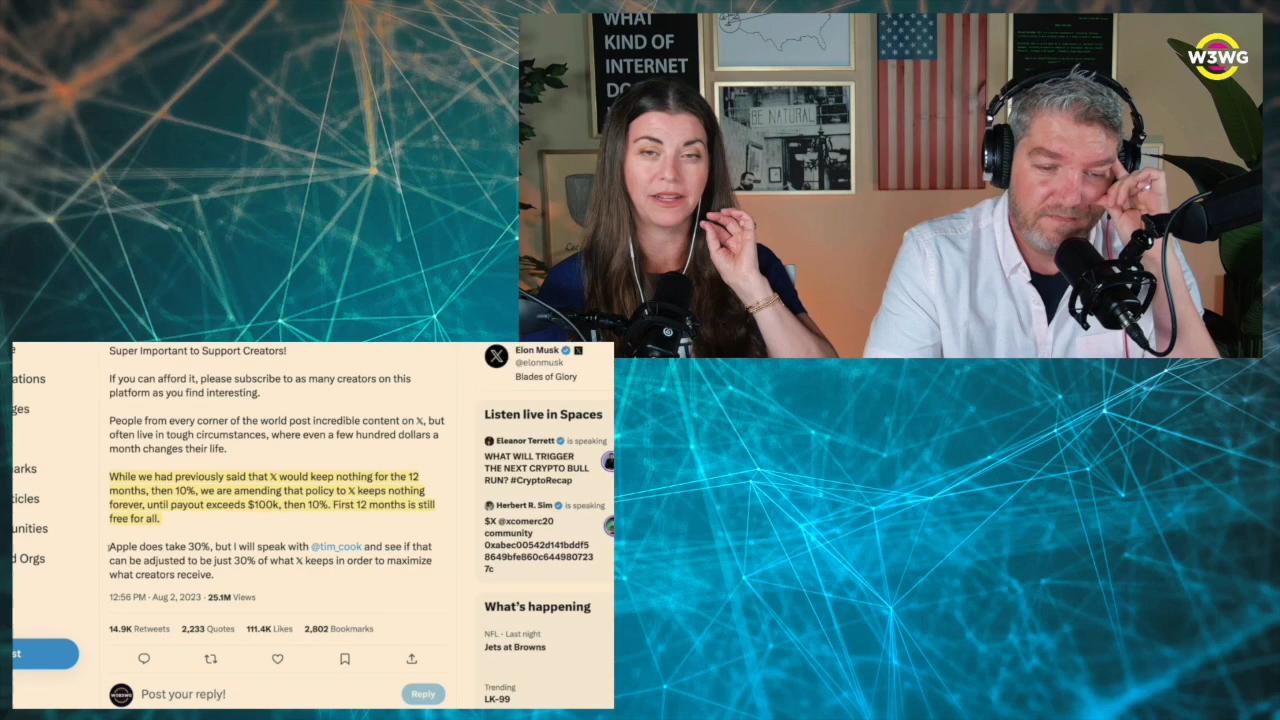 WHAT
KIND OF
INTERNET
BE NATURAL
W3WG
ations
ges
arks
icles
unities
d Orgs
st
Super Important to Support Creators!
If you can afford it, please subscribe to as many creators on this
platform as you find interesting.
People from every corner of the world post incredible content on 𝕏, but
often live in tough circumstances, where even a few hundred dollars a
month changes their life.
While we had previously said that 𝕏 would keep nothing for the 12
months, then 10%, we are amending that policy to 𝕏 keeps nothing
forever, until payout exceeds $100k, then 10%. First 12 months is still
free for all.
Apple does take 30%, but I will speak with @tim_cook and see if that
can be adjusted to be just 30% of what 𝕏 keeps in order to maximize
what creators receive.
12:56 PM · Aug 2, 2023 · 25.1M Views
14.9K Retweets 2,233 Quotes 111.4K Likes 2,802 Bookmarks
Post your reply!
Reply
Elon Musk
@elonmusk
Blades of Glory
Listen live in Spaces
Eleanor Terrett is speaking
WHAT WILL TRIGGER
THE NEXT CRYPTO BULL
RUN? #CryptoRecap
Herbert R. Sim is speaking
$X @xcomerc20
community
0xabec00542d141bddf5
8649bfe860c644980723
7c
What's happening
NFL · Last night
Jets at Browns
Trending
LK-99